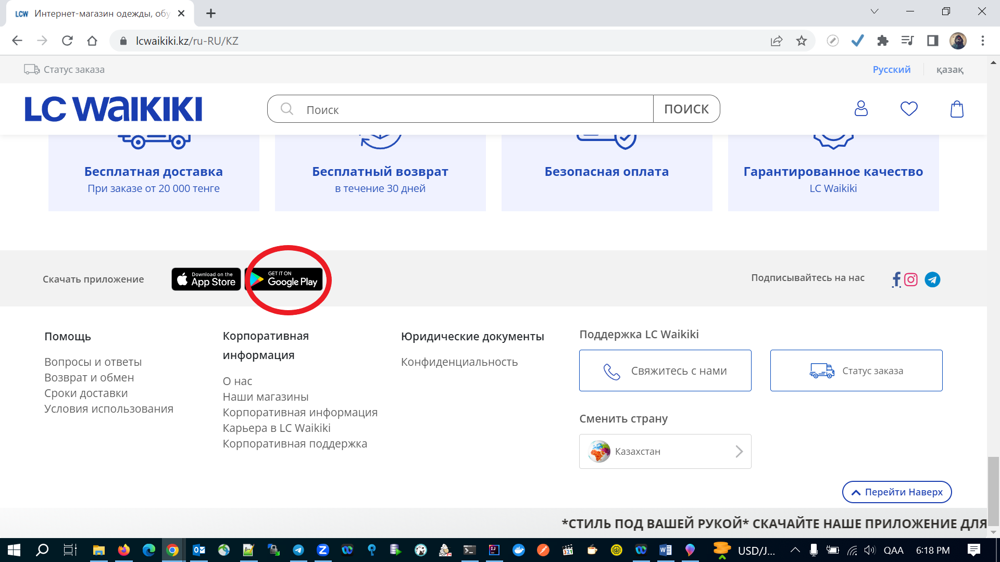 LCW Интернет-магазин одежды, обу
lcwaikiki.kz/ru-RU/KZ
Статус заказа
Русский
қазақ
LC WAIKIKI
Поиск
ПОИСК
Бесплатная доставка
При заказе от 20 000 тенге
Бесплатный возврат
в течение 30 дней
Безопасная оплата
Гарантированное качество
LC Waikiki
Скачать приложение
Download on the
App Store
GET IT ON
Google Play
Подписывайтесь на нас
Помощь
Вопросы и ответы
Возврат и обмен
Сроки доставки
Условия использования
Корпоративная
информация
О нас
Наши магазины
Корпоративная информация
Карьера в LC Waikiki
Корпоративная поддержка
Юридические документы
Конфиденциальность
Поддержка LC Waikiki
Свяжитесь с нами
Статус заказа
Сменить страну
Казахстан
Перейти Наверх
*СТИЛЬ ПОД ВАШЕЙ РУКОЙ* СКАЧАЙТЕ НАШЕ ПРИЛОЖЕНИЕ ДЛЯ
USD/J...
QAA
6:18 PM